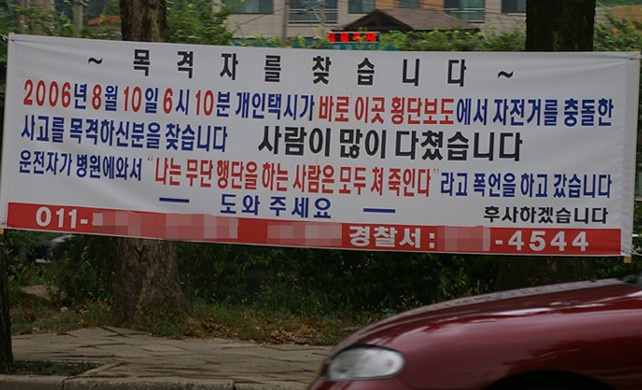 ~ 목격자를 찾습니다 ~
2006년 8월 10일 6시 10분 개인택시가 바로 이곳 횡단보도에서 자전거를 충돌한
사고를 목격하신분을 찾습니다 사람이 많이 다쳤습니다
운전자가 병원에와서 "나는 무단 행단을 하는 사람은 모두 쳐 죽인다" 라고 폭언을 하고 갔습니다
— 도와 주세요 — 후사하겠습니다
011- 경찰서: -4544